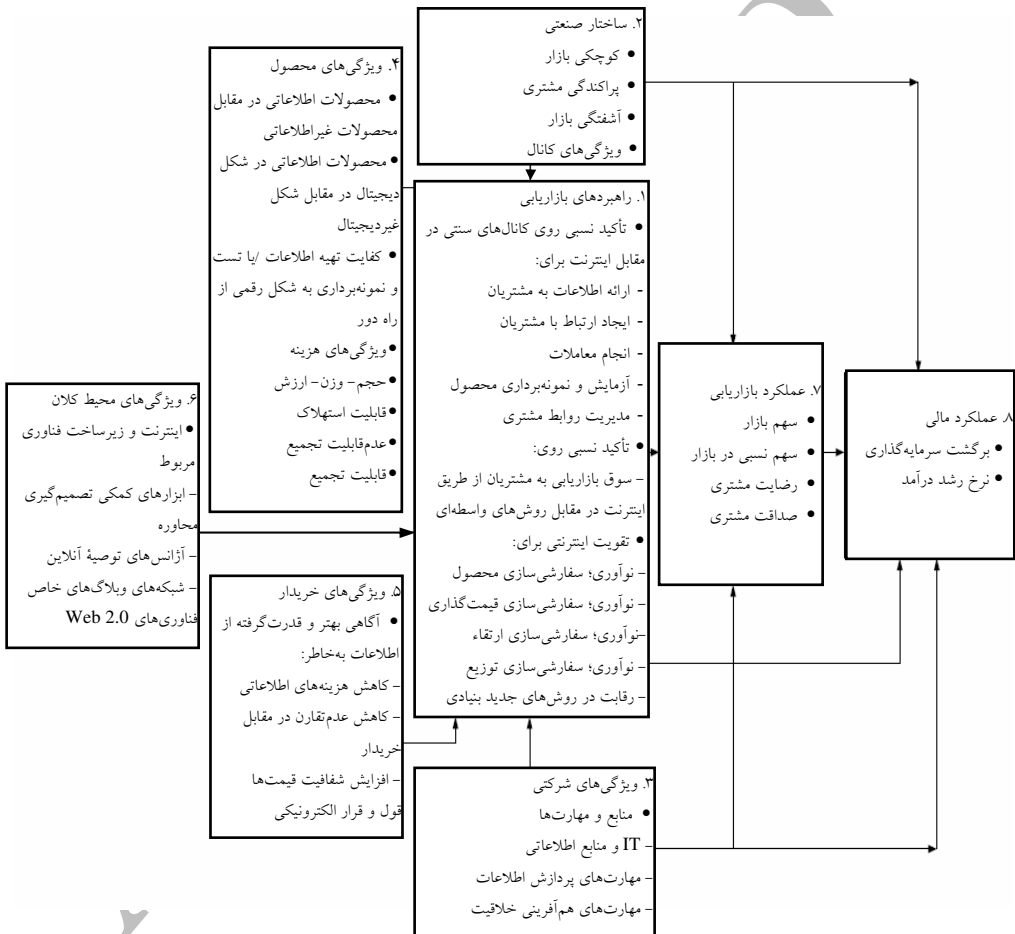 ۲. ساختار صنعتی
● کوچکی بازار
● پراکندگی مشتری
● آشفتگی بازار
● ویژگی‌های کانال
۴. ویژگی‌های محصول
● محصولات اطلاعاتی در مقابل
محصولات غیراطلاعاتی
● محصولات اطلاعاتی در شکل
دیجیتال در مقابل شکل
غیردیجیتال
● کفایت تهیه اطلاعات /یا تست
و نمونه‌برداری به شکل رقمی از
راه دور
● ویژگی‌های هزینه
● حجم- وزن- ارزش
● قابلیت استهلاک
● عدم‌قابلیت تجمیع
● قابلیت تجمیع
۱. راهبردهای بازاریابی
● تأکید نسبی روی کانال‌های سنتی در
مقابل اینترنت برای:
- ارائه اطلاعات به مشتریان
- ایجاد ارتباط با مشتریان
- انجام معاملات
- آزمایش و نمونه‌برداری محصول
- مدیریت روابط مشتری
● تأکید نسبی روی:
– سوق بازاریابی به مشتریان از طریق
اینترنت در مقابل روش‌های واسطه‌ای
● تقویت اینترنتی برای:
– نوآوری؛ سفارشی‌سازی محصول
– نوآوری؛ سفارشی‌سازی قیمت‌گذاری
–نوآوری؛ سفارشی‌سازی ارتقاء
– نوآوری؛ سفارشی‌سازی توزیع
– رقابت در روش‌های جدید بنیادی
۷. عملکرد بازاریابی
● سهم بازار
● سهم نسبی در بازار
● رضایت مشتری
● صداقت مشتری
۸. عملکرد مالی
● برگشت سرمایه‌گذاری
● نرخ رشد درآمد
۶. ویژگی‌های محیط کلان
● اینترنت و زیرساخت فناوری
مربوط
– ابزارهای کمکی تصمیم‌گیری
محاوره
– آژانس‌های توصیۀ آنلاین
– شبکه‌های وبلاگ‌های خاص
فناوری‌های Web 2.0
۵. ویژگی‌های خریدار
● آگاهی بهتر و قدرت‌گرفته از
اطلاعات به‌خاطر:
– کاهش هزینه‌های اطلاعاتی
– کاهش عدم‌تقارن در مقابل
خریدار
– افزایش شفافیت قیمت‌ها
قول و قرار الکترونیکی
۳. ویژگی‌های شرکتی
● منابع و مهارت‌ها
– IT و منابع اطلاعاتی
– مهارت‌های پردازش اطلاعات
– مهارت‌های هم‌آفرینی خلاقیت